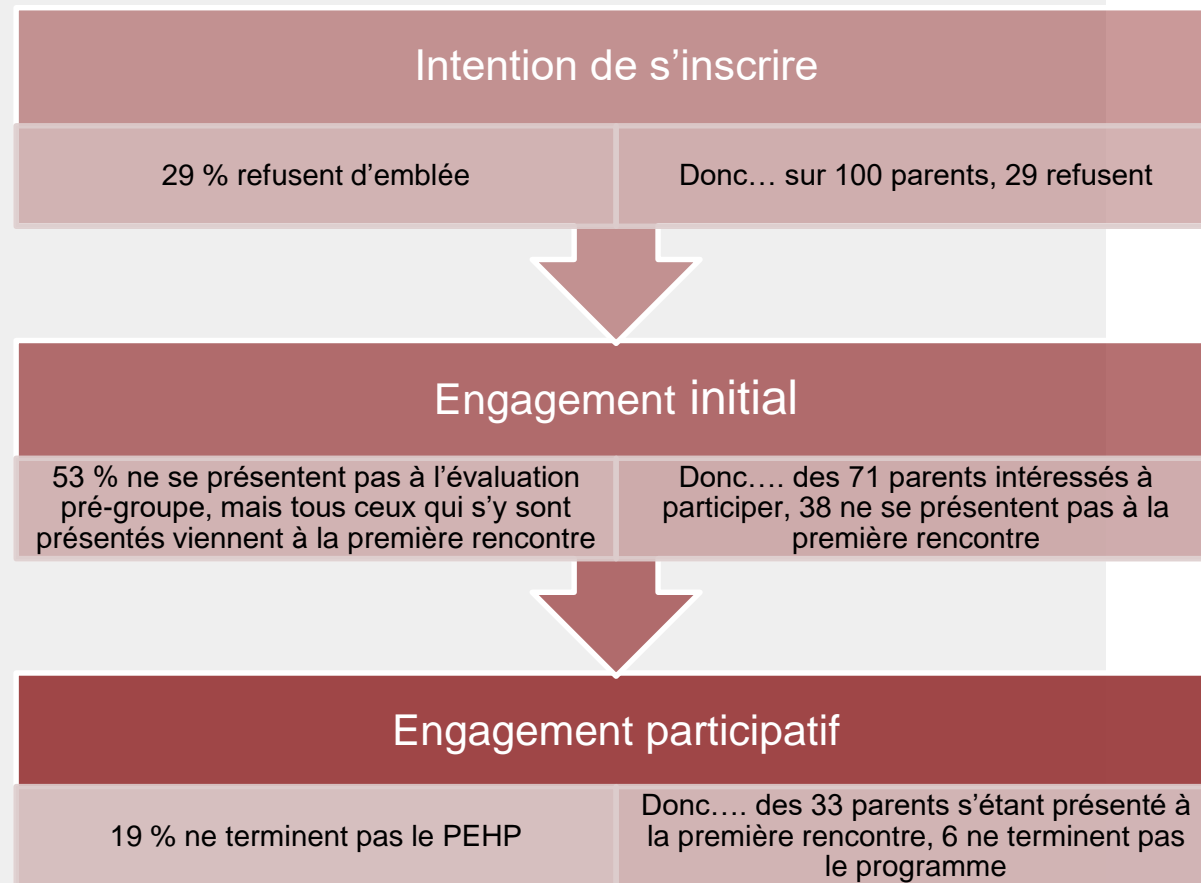 Intention de s’inscrire
29 % refusent d’emblée
Donc… sur 100 parents, 29 refusent
Engagement initial
53 % ne se présentent pas à l’évaluation
pré-groupe, mais tous ceux qui s’y sont
présentés viennent à la première rencontre
Donc…. des 71 parents intéressés à
participer, 38 ne se présentent pas à la
première rencontre
Engagement participatif
19 % ne terminent pas le PEHP
Donc…. des 33 parents s’étant présenté à
la première rencontre, 6 ne terminent pas
le programme